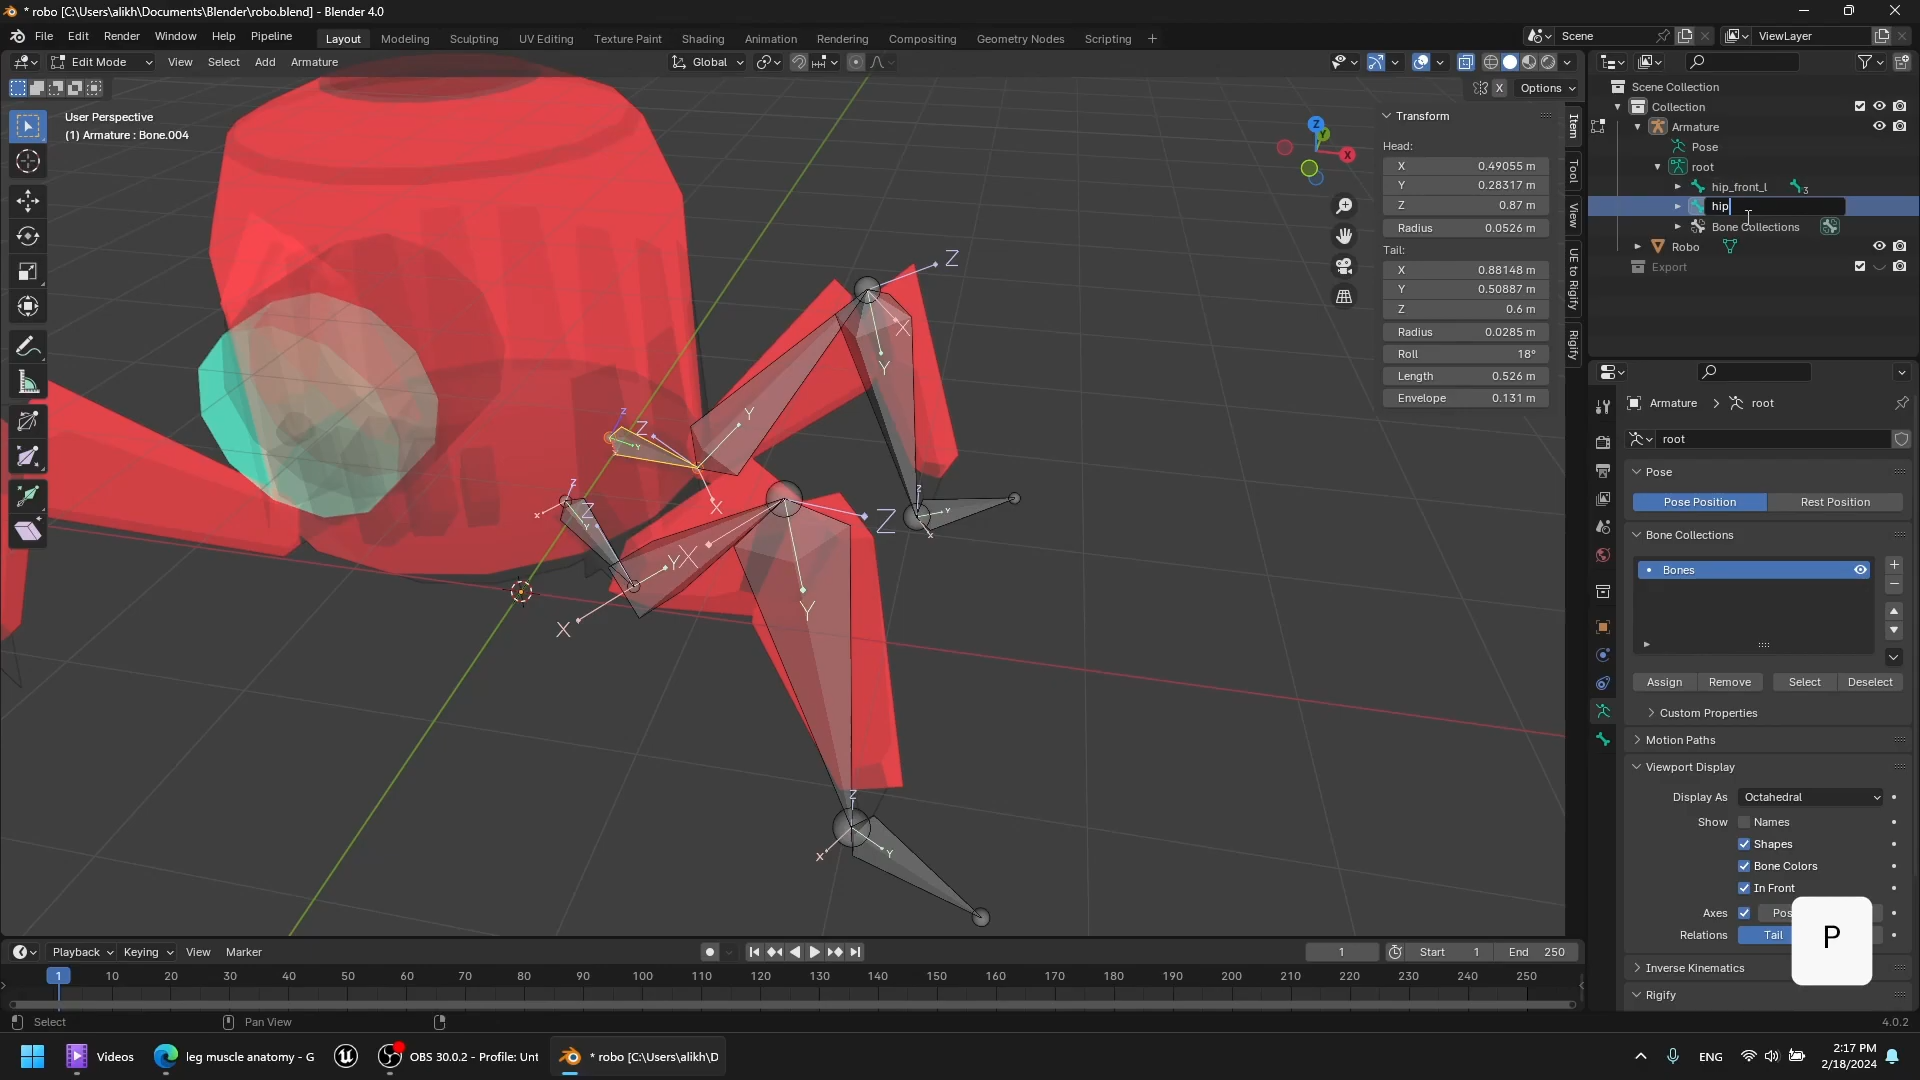 * robo [C:\Users\alikh\Documents\Blender\robo.blend] - Blender 4.0
File Edit Render Window Help Pipeline Layout Modeling Sculpting UV Editing Texture Paint Shading Animation Rendering Compositing Geometry Nodes Scripting + Scene ViewLayer
Edit Mode View Select Add Armature Global
X Options
User Perspective
(1) Armature : Bone.004
Transform
Head:
X 0.49055 m
Y 0.28317 m
Z 0.87 m
Radius 0.0526 m
Tail:
X 0.88148 m
Y 0.50887 m
Z 0.6 m
Radius 0.0285 m
Roll 18°
Length 0.526 m
Envelope 0.131 m
Item
Tool
View
UE to Rigify
Rigify
Z
Y
X
Z
X
Y
Y
Z
Z
Y
X
Z
Y
X
Z
Z
X
Y
Y
X
X
Z
Y
Z
X
Y
Scene Collection
Collection
Armature
Pose
root
hip_front_l 3
hip
Bone Collections
Robo
Export
Armature > root
root
Pose
Pose Position Rest Position
Bone Collections
Bones
Assign Remove Select Deselect
Custom Properties
Motion Paths
Viewport Display
Display As Octahedral
Show Names
Shapes
Bone Colors
In Front
Axes Pos
Relations Tail
P
Inverse Kinematics
Rigify
Playback Keying View Marker 1 Start 1 End 250
1 10 20 30 40 50 60 70 80 90 100 110 120 130 140 150 160 170 180 190 200 210 220 230 240 250
Select Pan View 4.0.2
Videos leg muscle anatomy - G OBS 30.0.2 - Profile: Unt * robo [C:\Users\alikh\D ENG 2:17 PM
2/18/2024